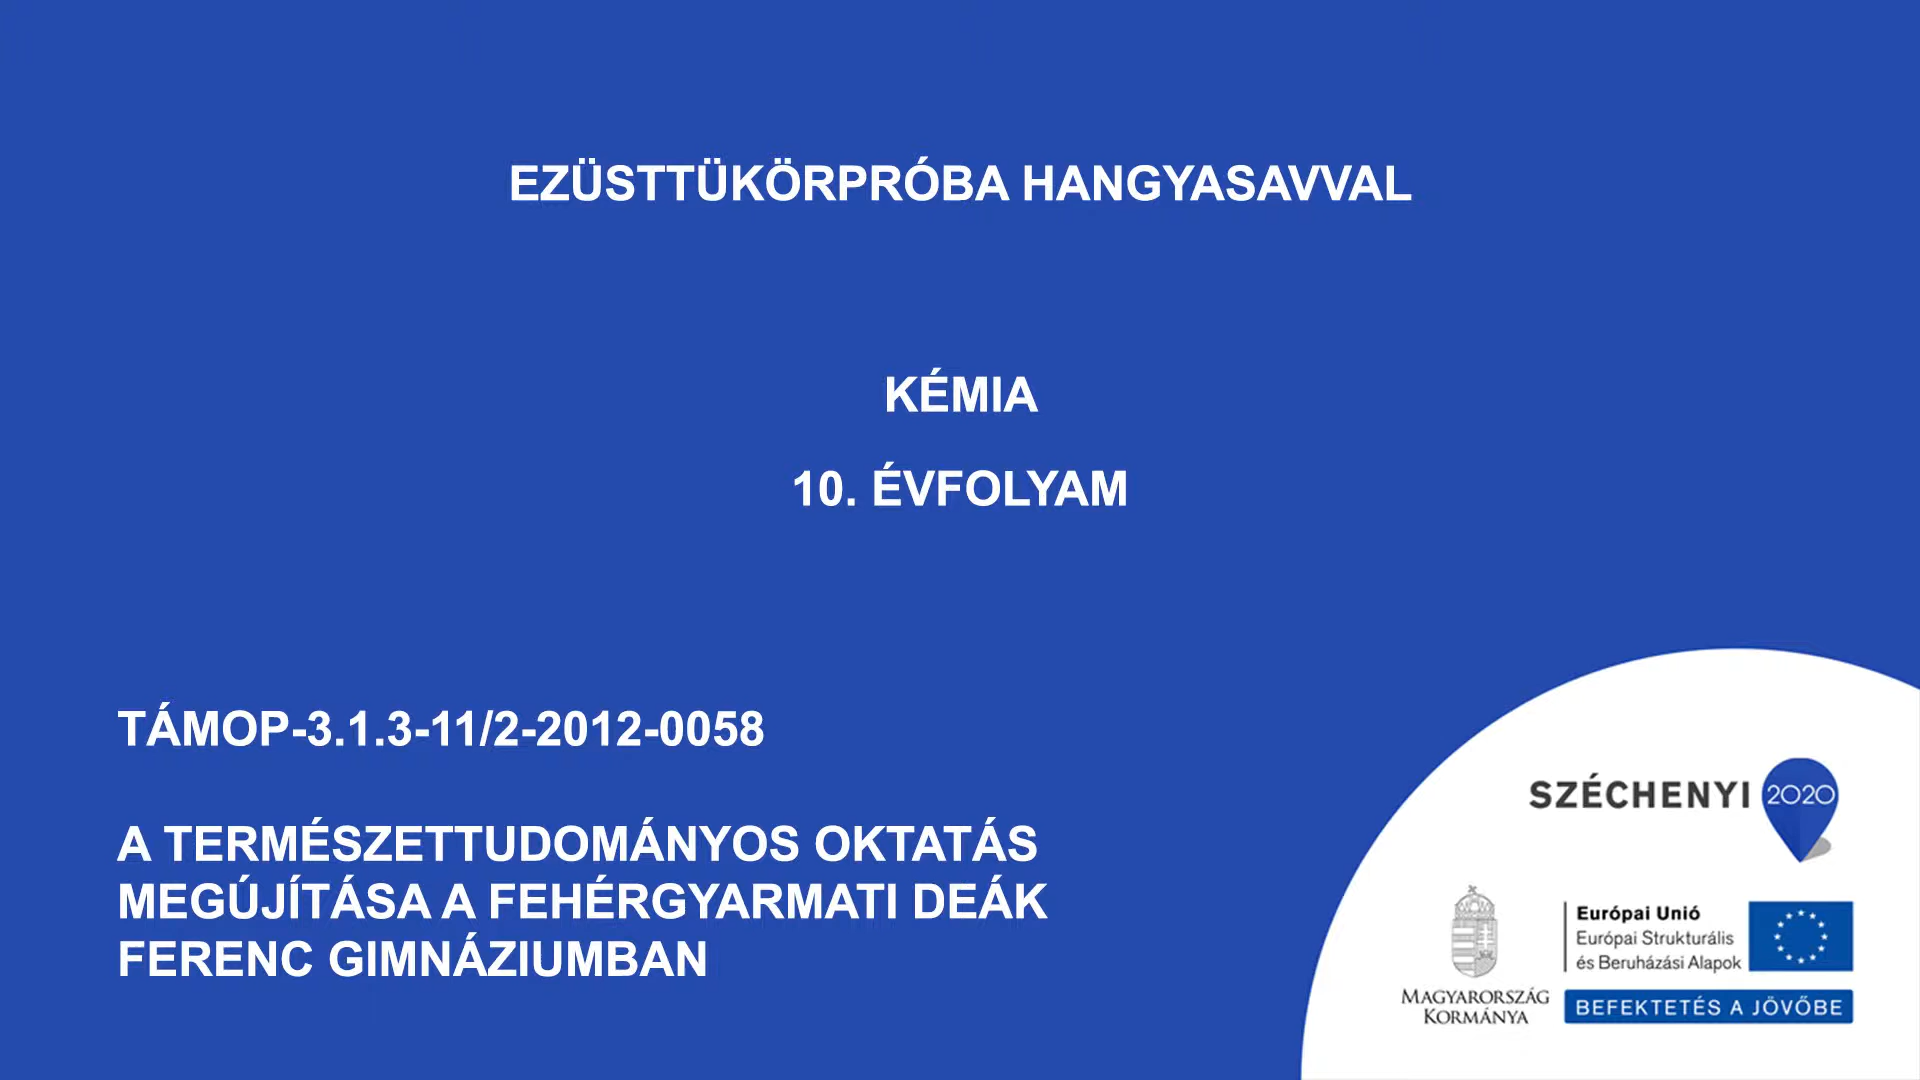 EZÜSTTÜKÖRPRÓBA HANGYASAVVAL
KÉMIA
10. ÉVFOLYAM
TÁMOP-3.1.3-11/2-2012-0058
A TERMÉSZETTUDOMÁNYOS OKTATÁS
MEGÚJÍTÁSA A FEHÉRGYARMATI DEÁK
FERENC GIMNÁZIUMBAN
SZÉCHENYI 2020
MAGYARORSZÁG
KORMÁNYA
Európai Unió
Európai Strukturális
és Beruházási Alapok
BEFEKTETÉS A JÖVŐBE